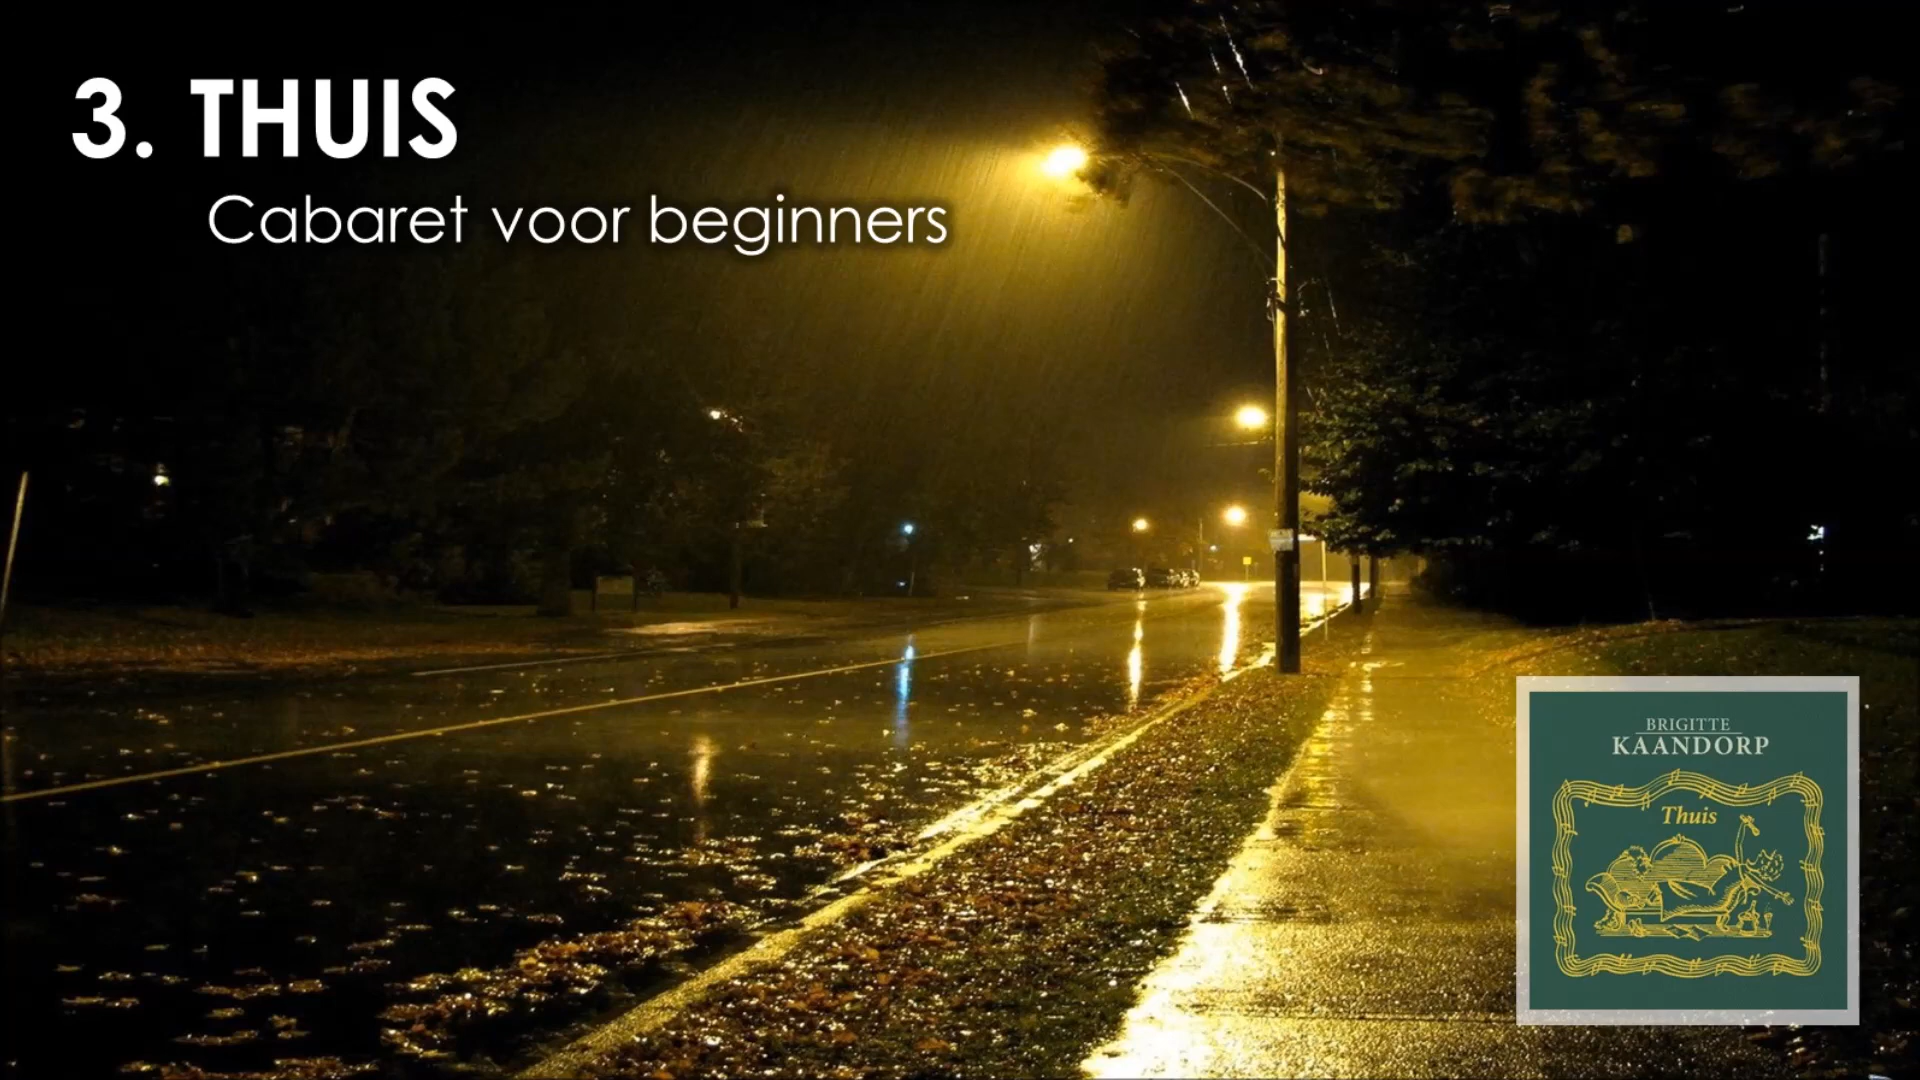 3. THUIS
Cabaret voor beginners
BRIGITTE
KAANDORP
Thuis